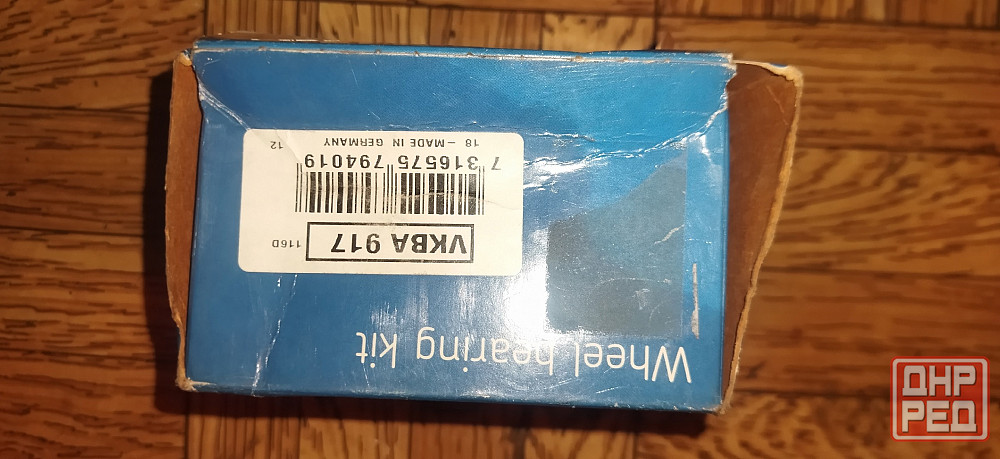 Wheel bearing kit
VKBA 917
116D
7 316575 794019
18 – MADE IN GERMANY
12
ДНР
РЕД